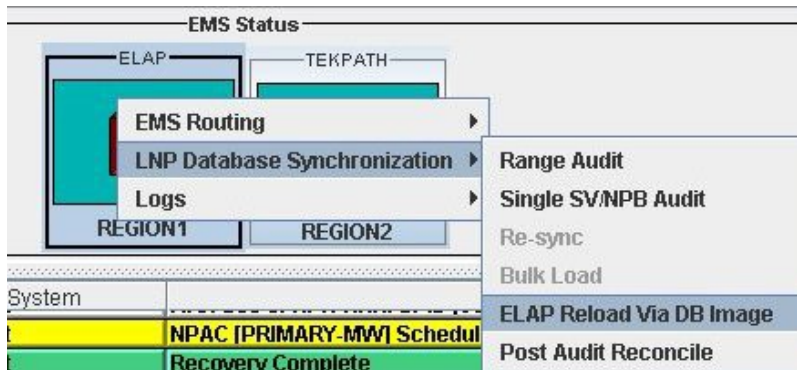 EMS Status
ELAP
TEKPATH
EMS Routing
LNP Database Synchronization
Logs
Range Audit
Single SV/NPB Audit
Re-sync
Bulk Load
ELAP Reload Via DB Image
Post Audit Reconcile
REGION1
REGION2
System
NPAC [PRIMARY-MW] Schedul
Recovery Complete